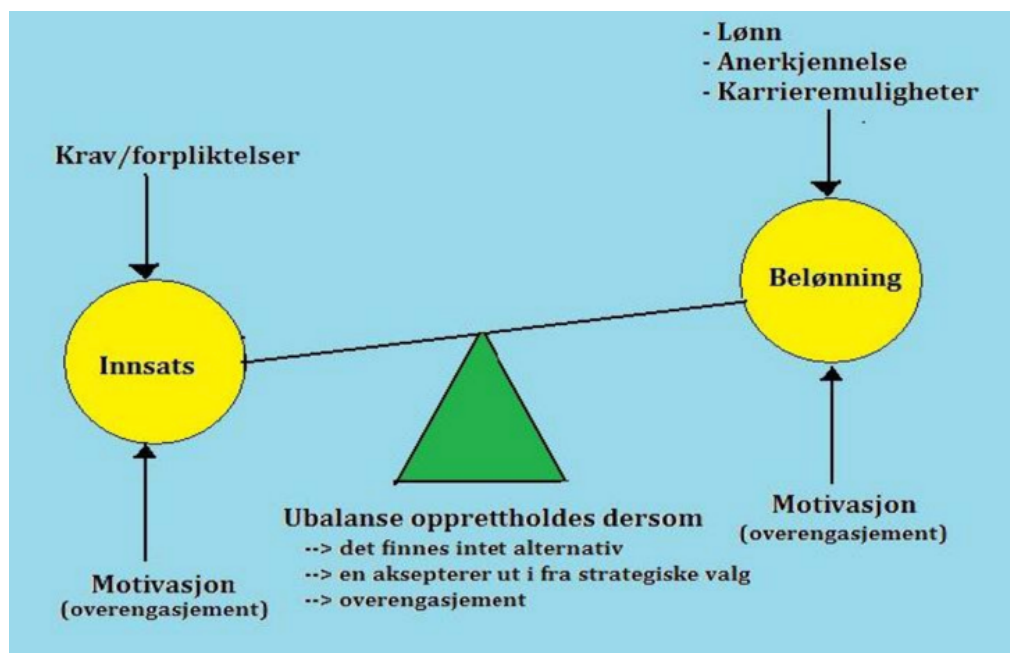 - Lønn
- Anerkjennelse
- Karrieremuligheter
Krav/forpliktelser
Belønning
Innsats
Motivasjon
(overengasjement)
Ubalanse opprettholdes dersom
--> det finnes intet alternativ
--> en aksepterer ut i fra strategiske valg
--> overengasjement
Motivasjon
(overengasjement)